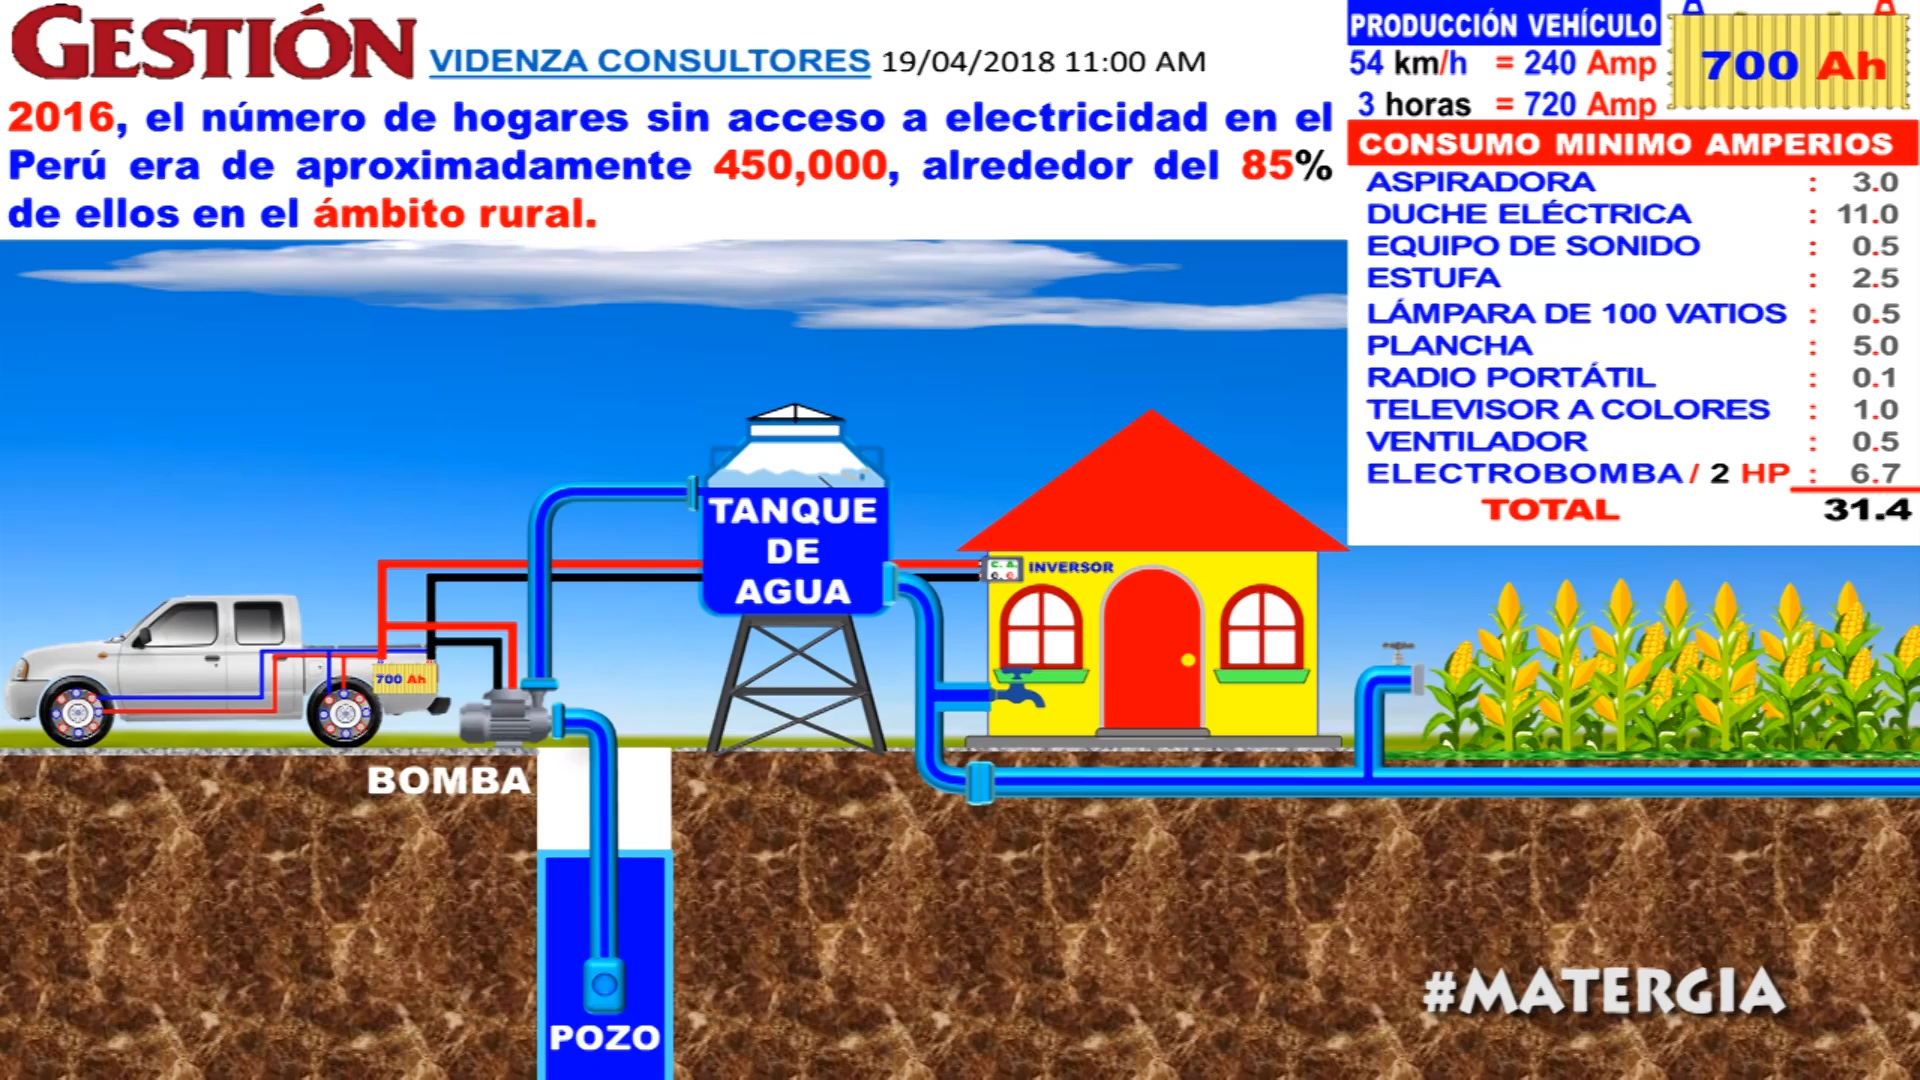 GESTIÓN VIDENZA CONSULTORES 19/04/2018 11:00 AM
2016, el número de hogares sin acceso a electricidad en el
Perú era de aproximadamente 450,000, alrededor del 85%
de ellos en el ámbito rural.
PRODUCCIÓN VEHÍCULO
54 km/h = 240 Amp
3 horas = 720 Amp
700 Ah
CONSUMO MINIMO AMPERIOS
ASPIRADORA : 3.0
DUCHE ELÉCTRICA : 11.0
EQUIPO DE SONIDO : 0.5
ESTUFA : 2.5
LÁMPARA DE 100 VATIOS : 0.5
PLANCHA : 5.0
RADIO PORTÁTIL : 0.1
TELEVISOR A COLORES : 1.0
VENTILADOR : 0.5
ELECTROBOMBA / 2 HP : 6.7
TOTAL 31.4
TANQUE
DE
AGUA
C.A.
C.C
INVERSOR
700 Ah
BOMBA
POZO
#MATERGIA